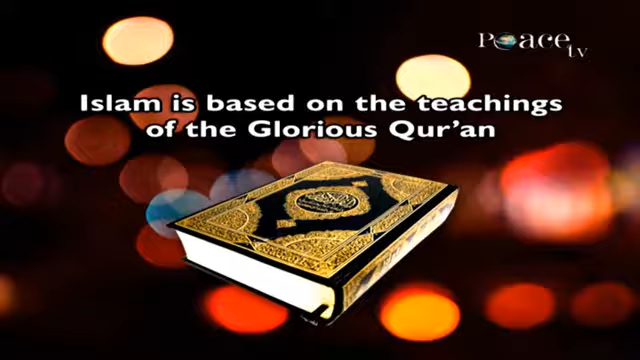 Peace tv
Islam is based on the teachings
of the Glorious Qur'an